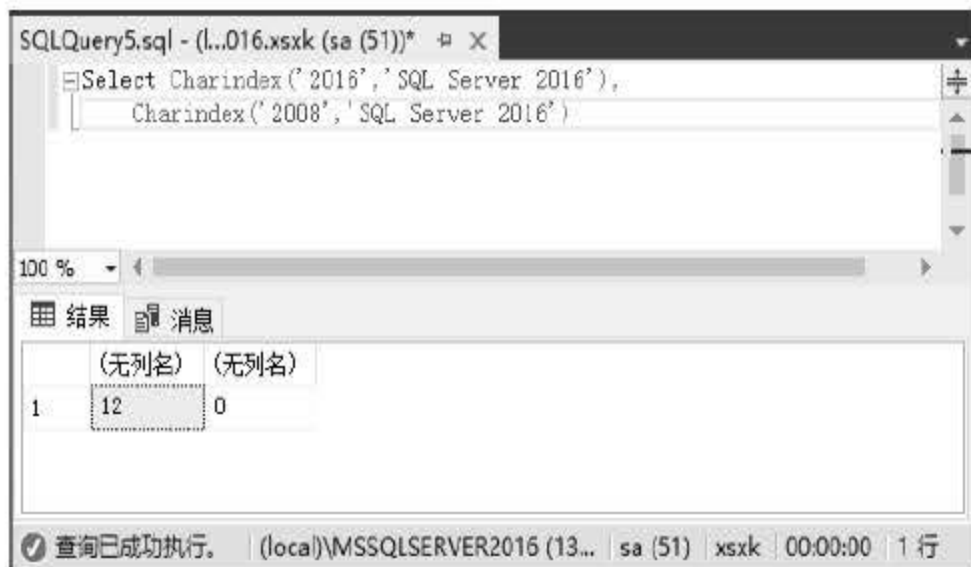 SQLQuery5.sql - (l...016.xsxk (sa (51))*
Select Charindex('2016','SQL Server 2016'),
Charindex('2008','SQL Server 2016')
100 %
结果 消息
(无列名) (无列名)
1 12 0
查询已成功执行。 (local)\MSSQLSERVER2016 (13... sa (51) xsxk 00:00:00 1 行